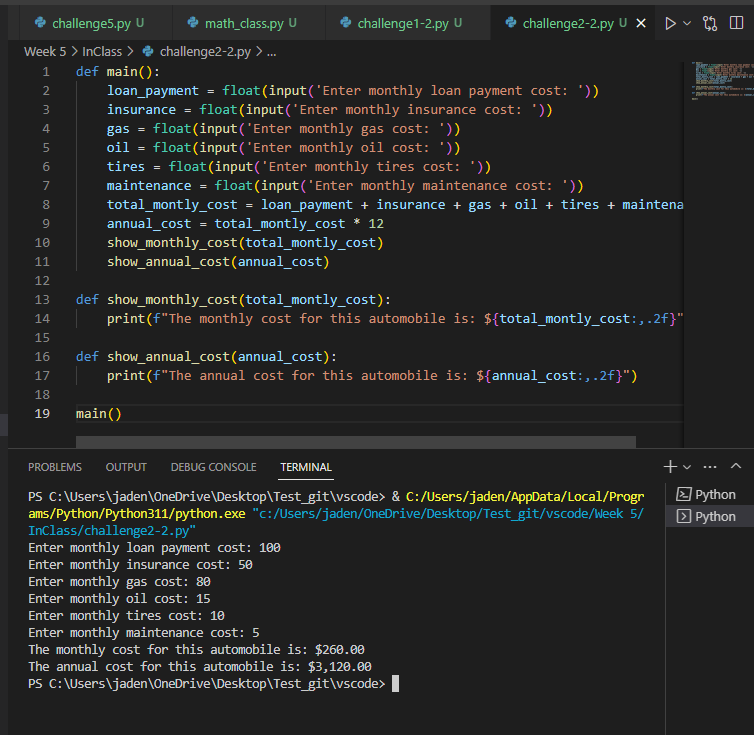 challenge5.py U math_class.py U challenge1-2.py U challenge2-2.py U
Week 5 > InClass > challenge2-2.py > ...
1 def main():
2     loan_payment = float(input('Enter monthly loan payment cost: '))
3     insurance = float(input('Enter monthly insurance cost: '))
4     gas = float(input('Enter monthly gas cost: '))
5     oil = float(input('Enter monthly oil cost: '))
6     tires = float(input('Enter monthly tires cost: '))
7     maintenance = float(input('Enter monthly maintenance cost: '))
8     total_montly_cost = loan_payment + insurance + gas + oil + tires + maintena
9     annual_cost = total_montly_cost * 12
10     show_monthly_cost(total_montly_cost)
11     show_annual_cost(annual_cost)
12
13 def show_monthly_cost(total_montly_cost):
14     print(f"The monthly cost for this automobile is: ${total_montly_cost:,.2f}"
15
16 def show_annual_cost(annual_cost):
17     print(f"The annual cost for this automobile is: ${annual_cost:,.2f}")
18
19 main()
PROBLEMS OUTPUT DEBUG CONSOLE TERMINAL
PS C:\Users\jaden\OneDrive\Desktop\Test_git\vscode> & C:/Users/jaden/AppData/Local/Progr
ams/Python/Python311/python.exe "c:/Users/jaden/OneDrive/Desktop/Test_git/vscode/Week 5/
InClass/challenge2-2.py"
Enter monthly loan payment cost: 100
Enter monthly insurance cost: 50
Enter monthly gas cost: 80
Enter monthly oil cost: 15
Enter monthly tires cost: 10
Enter monthly maintenance cost: 5
The monthly cost for this automobile is: $260.00
The annual cost for this automobile is: $3,120.00
PS C:\Users\jaden\OneDrive\Desktop\Test_git\vscode>
Python
Python